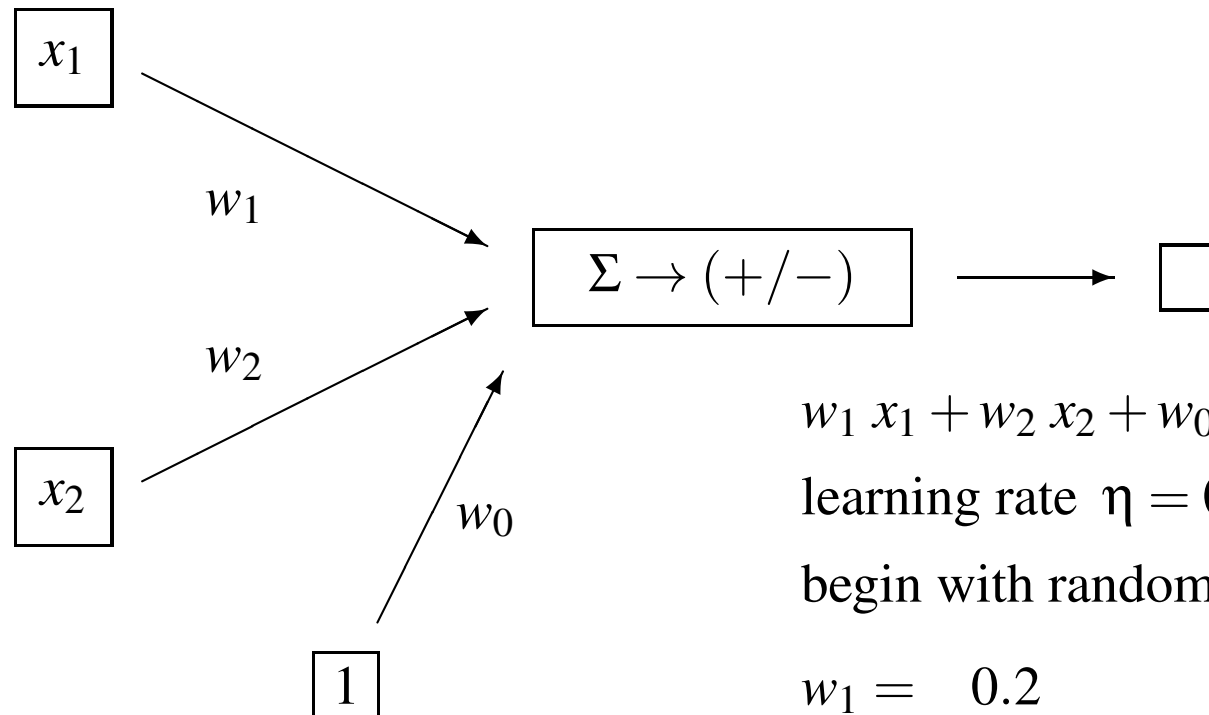 x₁
w₁
Σ → (+/−)
w₂
x₂
w₀
1
w₁ x₁ + w₂ x₂ + w₀
learning rate η =
begin with random
w₁ = 0.2